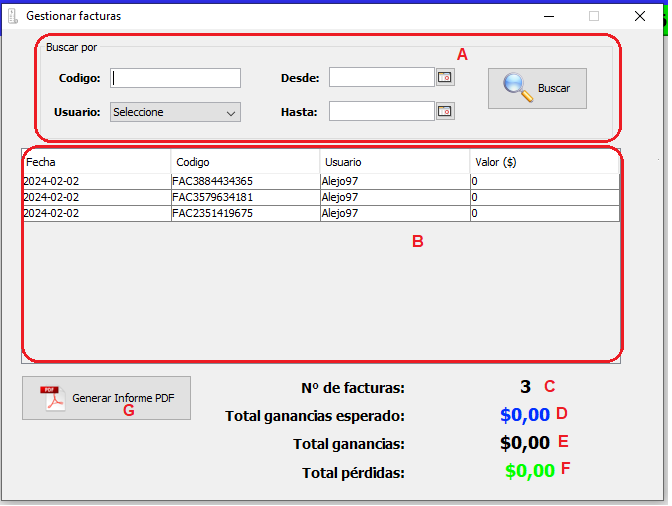 Gestionar facturas
Buscar por
A
Codigo:
Desde:
Buscar
Usuario:
Seleccione
Hasta:
Fecha Codigo Usuario Valor ($)
2024-02-02 FAC3884434365 Alejo97 0
2024-02-02 FAC3579634181 Alejo97 0
2024-02-02 FAC2351419675 Alejo97 0
B
PDF
Generar Informe PDF
G
Nº de facturas: 3 C
Total ganancias esperado: $0,00 D
Total ganancias: $0,00 E
Total pérdidas: $0,00 F